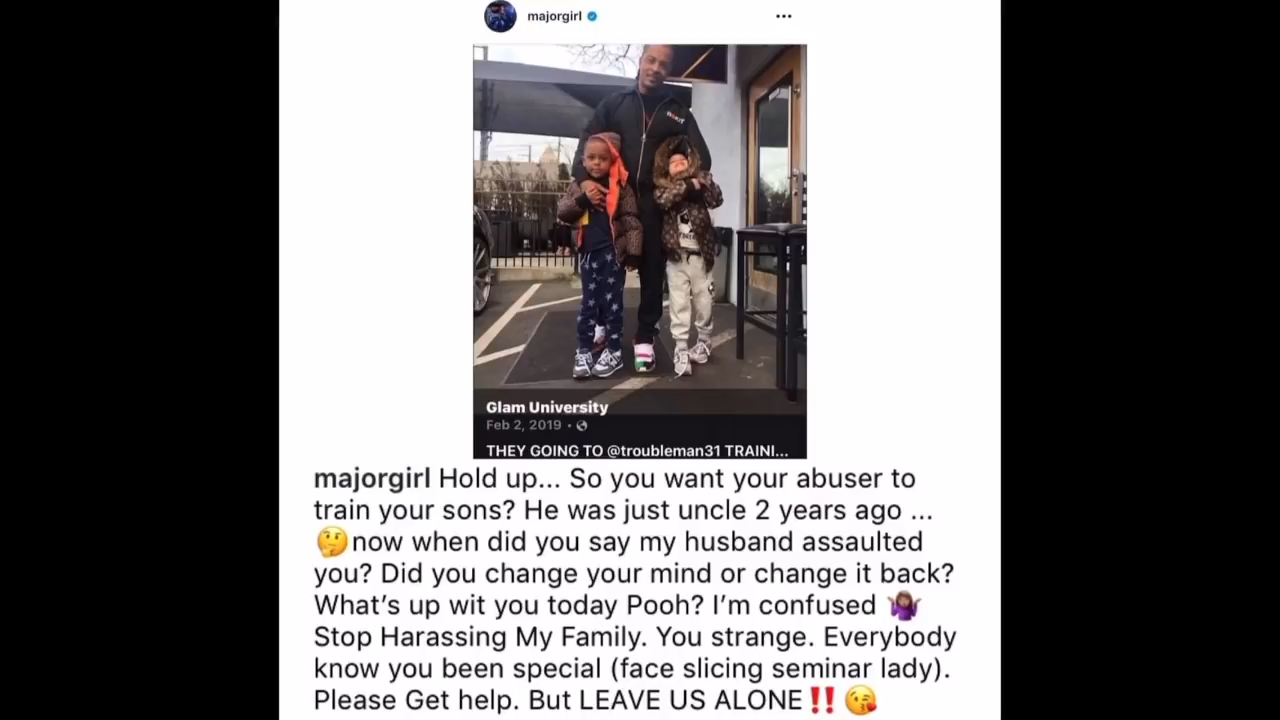 majorgirl
Glam University
Feb 2, 2019 •
THEY GOING TO @troubleman31 TRAINI...
majorgirl Hold up... So you want your abuser to
train your sons? He was just uncle 2 years ago ...
🤔now when did you say my husband assaulted
you? Did you change your mind or change it back?
What's up wit you today Pooh? I'm confused 🤷🏽‍♀️
Stop Harassing My Family. You strange. Everybody
know you been special (face slicing seminar lady).
Please Get help. But LEAVE US ALONE‼️ 😘